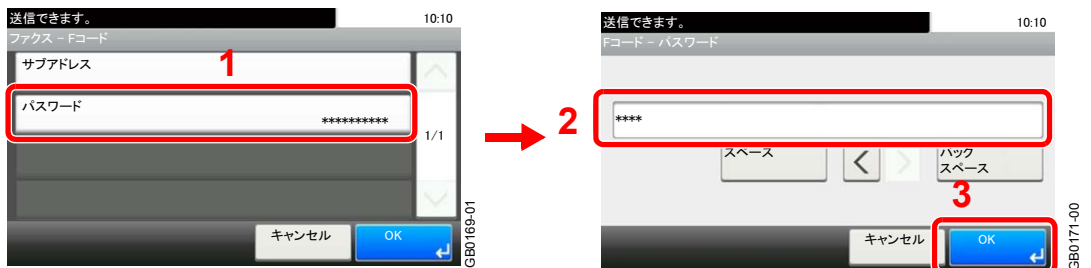 送信できます。
10:10
ファクス - Fコード
サブアドレス
1
パスワード
**********
1/1
キャンセル
OK
GB0169-01
送信できます。
10:10
Fコード - パスワード
2
****
スペース
バック
スペース
3
キャンセル
OK
GB0171-00